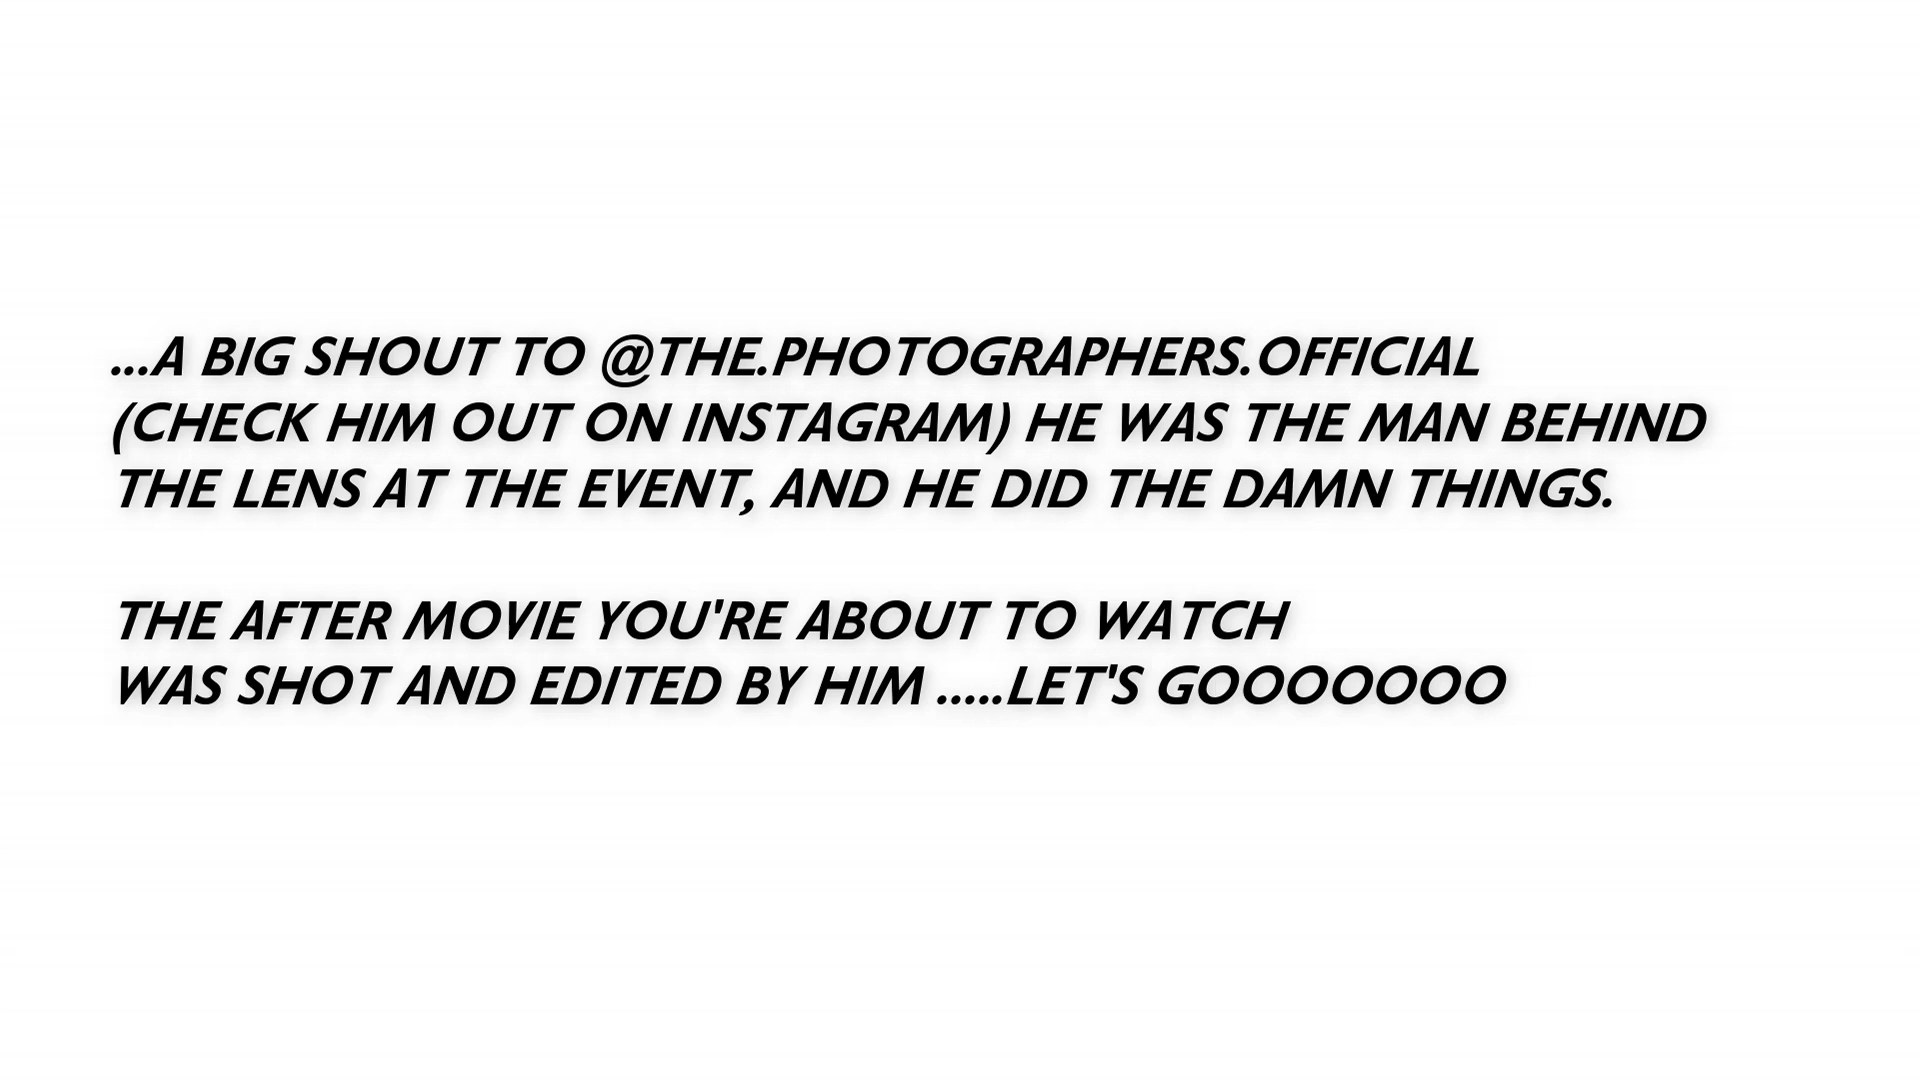 ...A BIG SHOUT TO @THE.PHOTOGRAPHERS.OFFICIAL
(CHECK HIM OUT ON INSTAGRAM) HE WAS THE MAN BEHIND
THE LENS AT THE EVENT, AND HE DID THE DAMN THINGS.
THE AFTER MOVIE YOU'RE ABOUT TO WATCH
WAS SHOT AND EDITED BY HIM .....LET'S GOOOOOOO